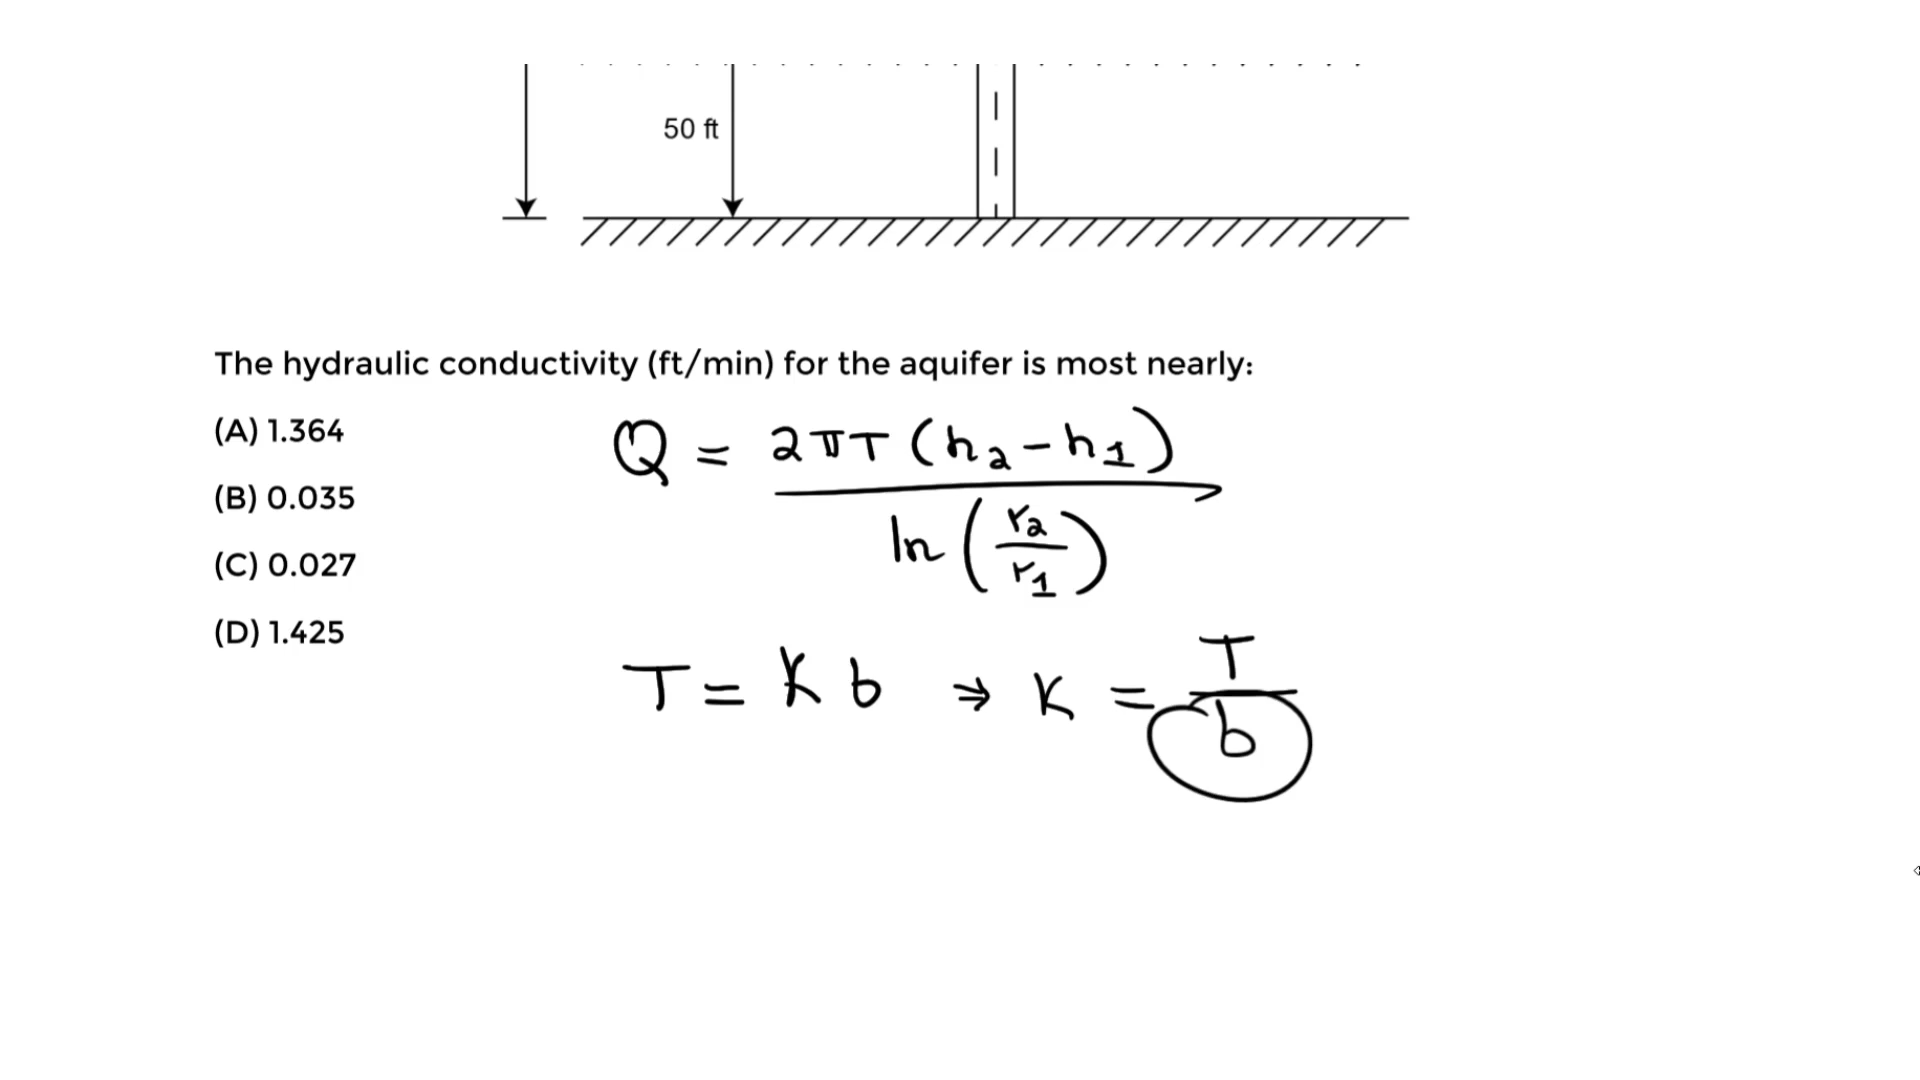 50 ft
The hydraulic conductivity (ft/min) for the aquifer is most nearly:
(A) 1.364
(B) 0.035
(C) 0.027
(D) 1.425
Q = 2πT (h2 - h1)
ln (r2
r1)
T = K b ⇒ K = T
b